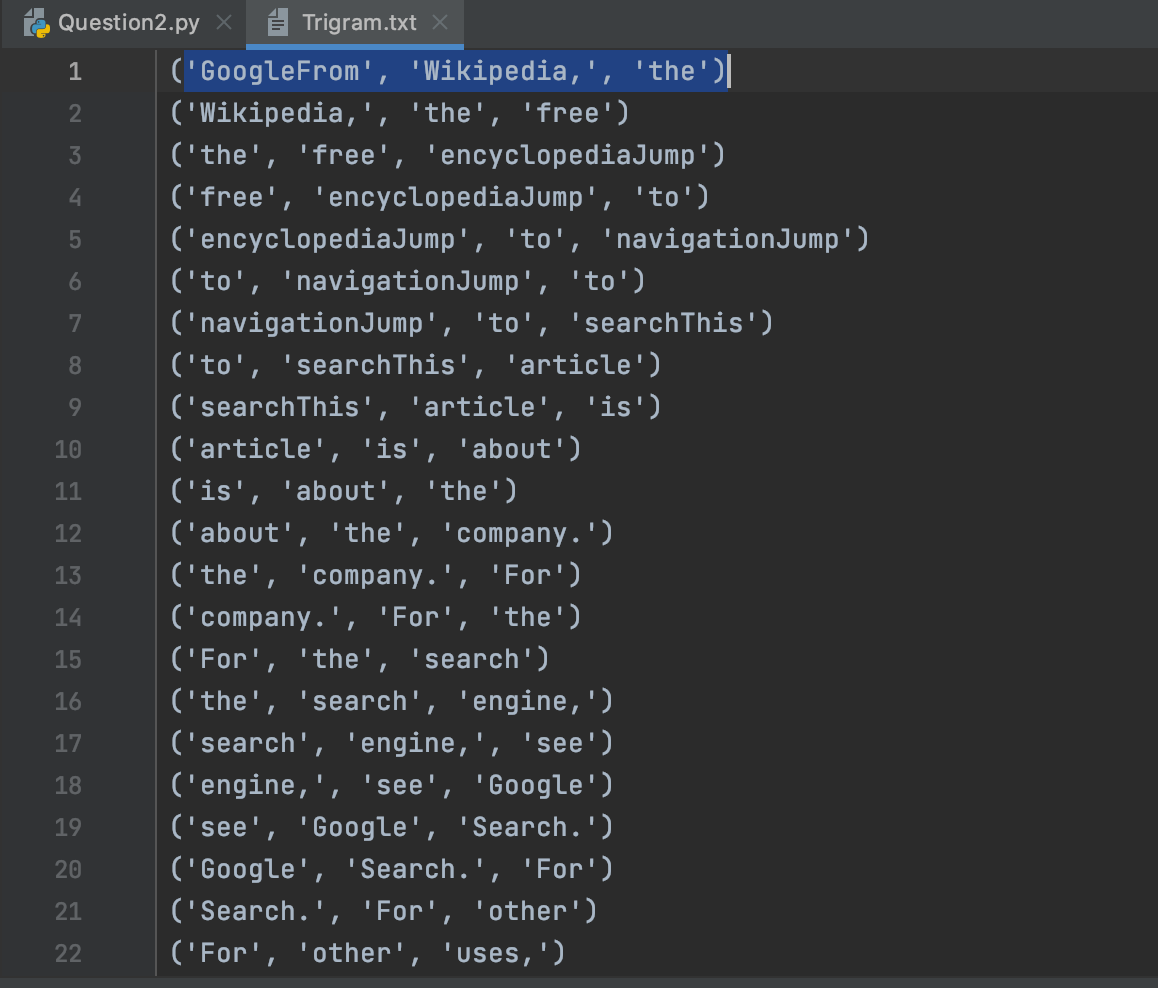 Question2.py Trigram.txt
1 ('GoogleFrom', 'Wikipedia,', 'the')
2 ('Wikipedia,', 'the', 'free')
3 ('the', 'free', 'encyclopediaJump')
4 ('free', 'encyclopediaJump', 'to')
5 ('encyclopediaJump', 'to', 'navigationJump')
6 ('to', 'navigationJump', 'to')
7 ('navigationJump', 'to', 'searchThis')
8 ('to', 'searchThis', 'article')
9 ('searchThis', 'article', 'is')
10 ('article', 'is', 'about')
11 ('is', 'about', 'the')
12 ('about', 'the', 'company.')
13 ('the', 'company.', 'For')
14 ('company.', 'For', 'the')
15 ('For', 'the', 'search')
16 ('the', 'search', 'engine,')
17 ('search', 'engine,', 'see')
18 ('engine,', 'see', 'Google')
19 ('see', 'Google', 'Search.')
20 ('Google', 'Search.', 'For')
21 ('Search.', 'For', 'other')
22 ('For', 'other', 'uses,')